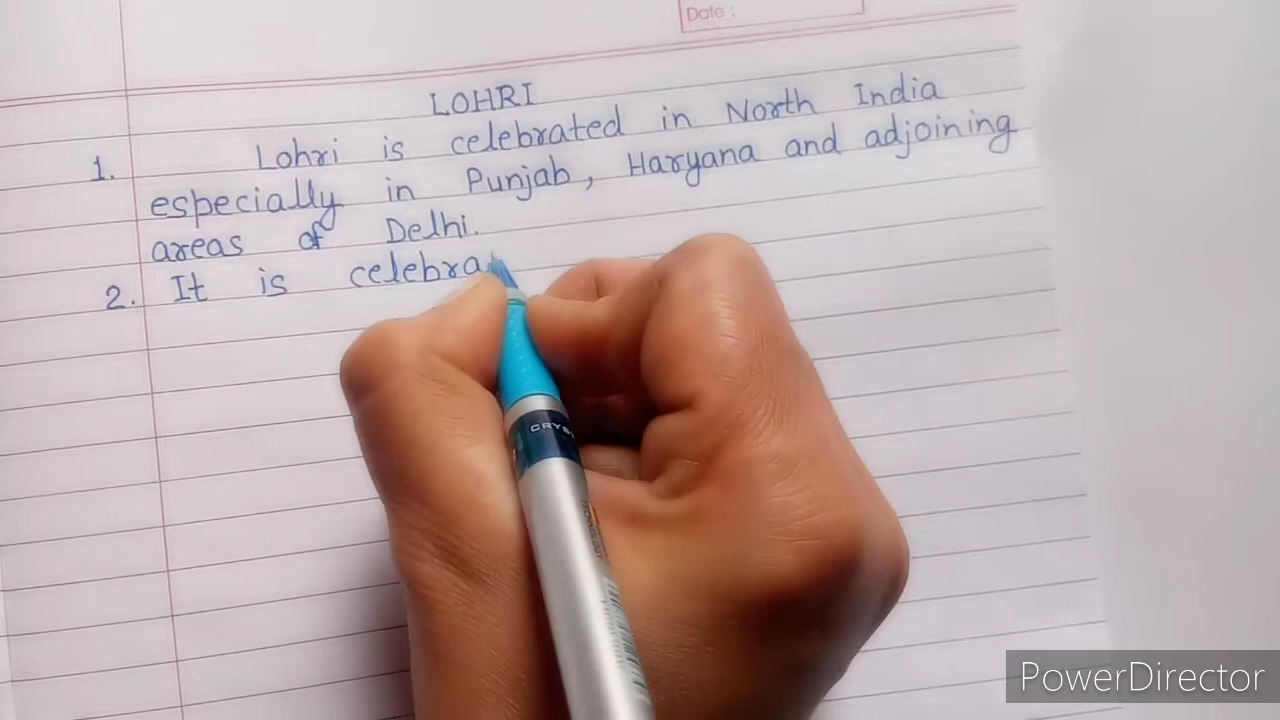 Date :
LOHRI
1. Lohri is celebrated in North India
especially in Punjab, Haryana and adjoining
areas of Delhi.
2. It is celebra
CRYS
PowerDirector